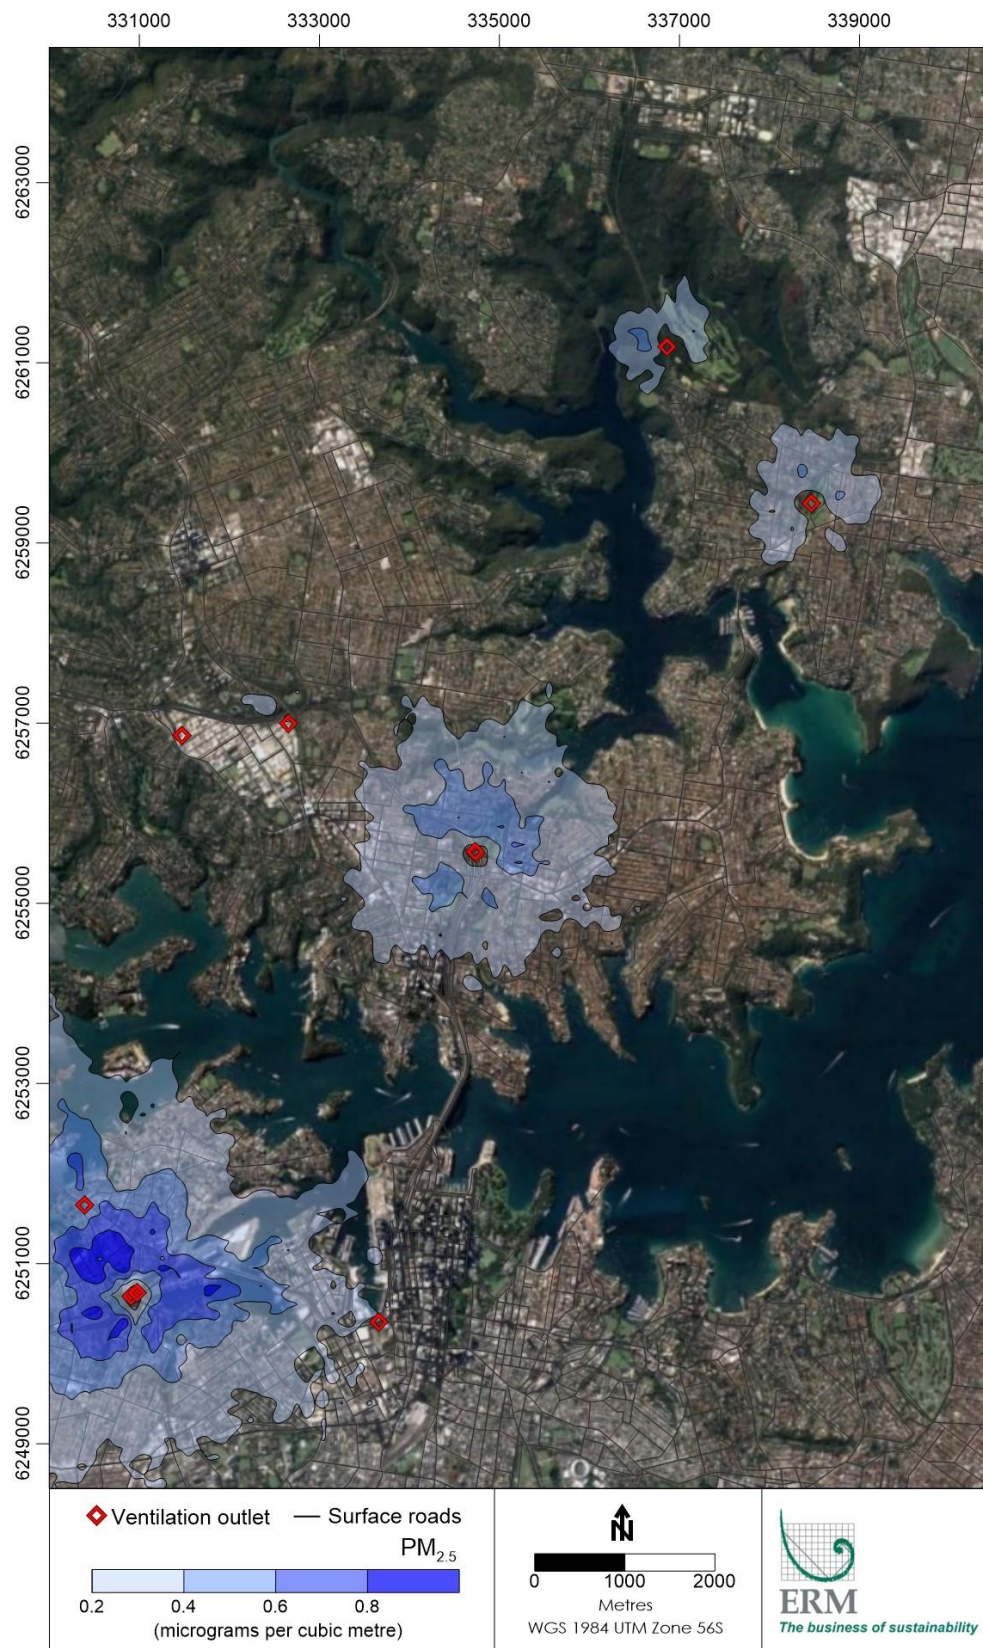 331000 333000 335000 337000 339000
6263000
6261000
6259000
6257000
6255000
6253000
6251000
6249000
Ventilation outlet
Surface roads
PM2.5
0.2 0.4 0.6 0.8
(micrograms per cubic metre)
N
0 1000 2000
Metres
WGS 1984 UTM Zone 56S
ERM
The business of sustainability